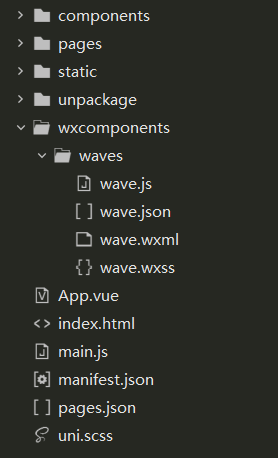 components
pages
static
unpackage
wxcomponents
waves
wave.js
wave.json
wave.wxml
wave.wxss
App.vue
index.html
main.js
manifest.json
pages.json
uni.scss